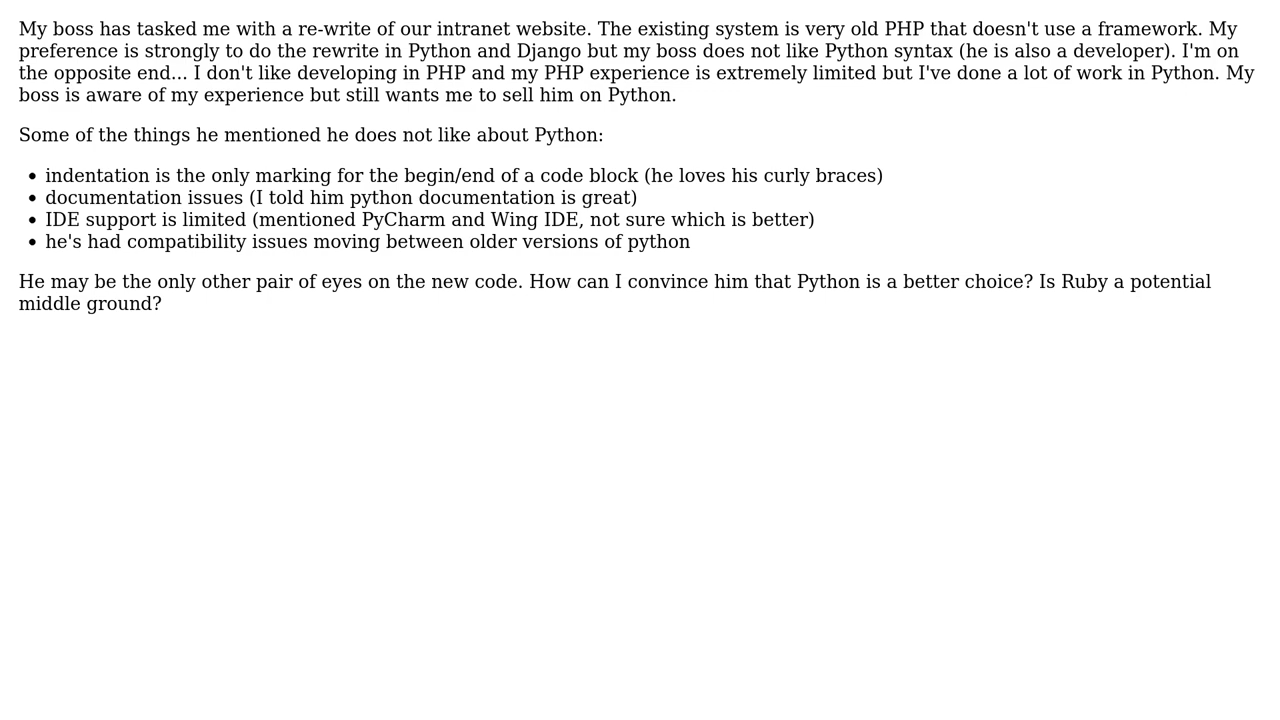 My boss has tasked me with a re-write of our intranet website. The existing system is very old PHP that doesn't use a framework. My
preference is strongly to do the rewrite in Python and Django but my boss does not like Python syntax (he is also a developer). I'm on
the opposite end... I don't like developing in PHP and my PHP experience is extremely limited but I've done a lot of work in Python. My
boss is aware of my experience but still wants me to sell him on Python.
Some of the things he mentioned he does not like about Python:
• indentation is the only marking for the begin/end of a code block (he loves his curly braces)
• documentation issues (I told him python documentation is great)
• IDE support is limited (mentioned PyCharm and Wing IDE, not sure which is better)
• he's had compatibility issues moving between older versions of python
He may be the only other pair of eyes on the new code. How can I convince him that Python is a better choice? Is Ruby a potential
middle ground?